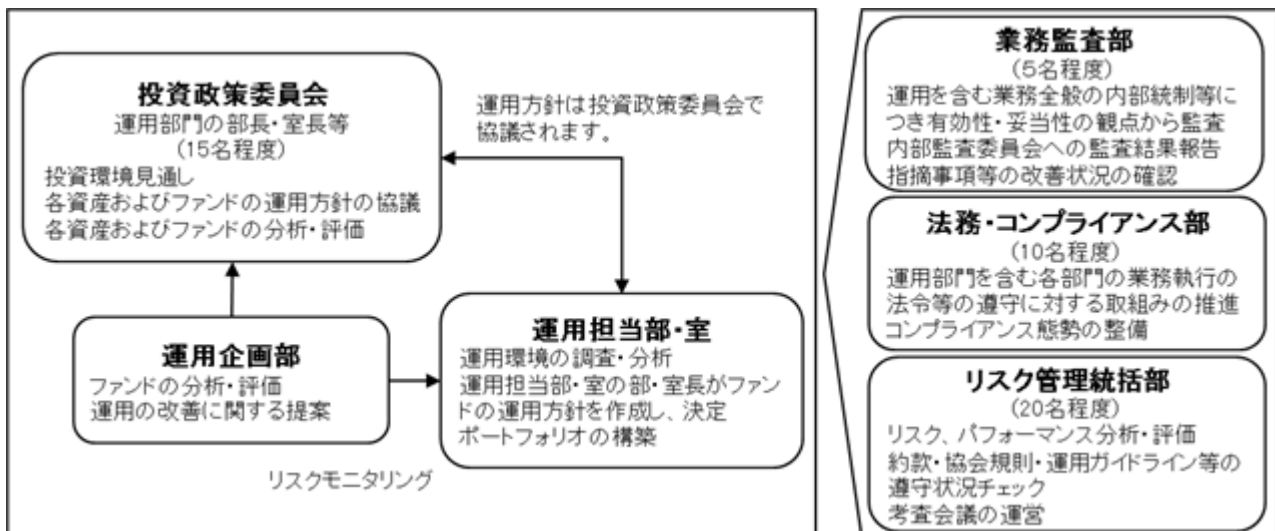 投資政策委員会
運用部門の部長・室長等
(15名程度)
投資環境見通し
各資産およびファンドの運用方針の協議
各資産およびファンドの分析・評価
運用方針は投資政策委員会で
協議されます。
運用企画部
ファンドの分析・評価
運用の改善に関する提案
運用担当部・室
運用環境の調査・分析
運用担当部・室の部・室長がファン
ドの運用方針を作成し、決定
ポートフォリオの構築
リスクモニタリング
業務監査部
(5名程度)
運用を含む業務全般の内部統制等に
つき有効性・妥当性の観点から監査
内部監査委員会への監査結果報告
指摘事項等の改善状況の確認
法務・コンプライアンス部
(10名程度)
運用部門を含む各部門の業務執行の
法令等の遵守に対する取組みの推進
コンプライアンス態勢の整備
リスク管理統括部
(20名程度)
リスク、パフォーマンス分析・評価
約款・協会規則・運用ガイドライン等の
遵守状況チェック
考査会議の運営